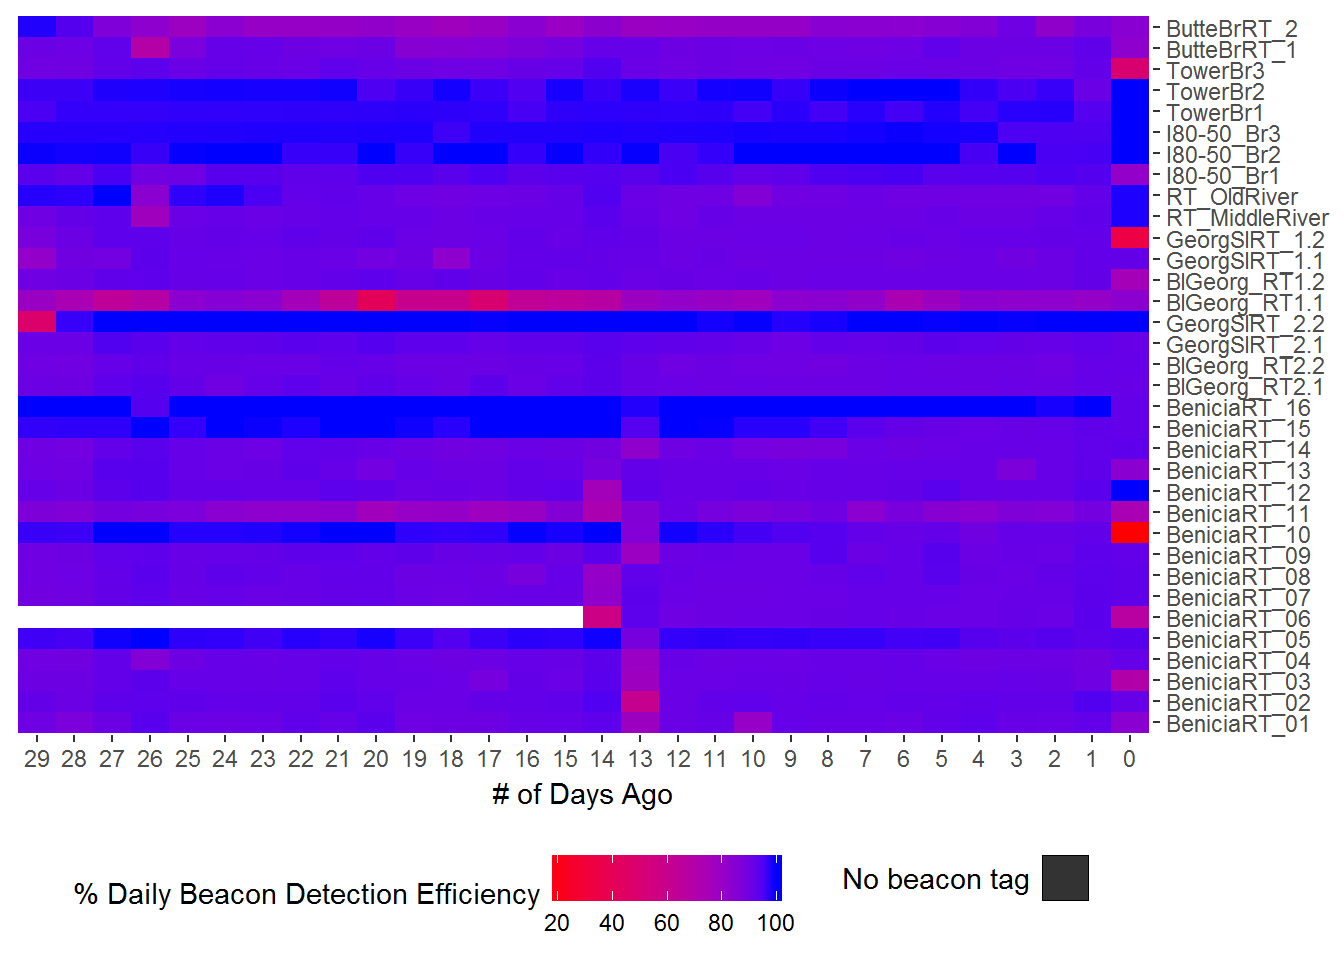 ButteBrRT_2
ButteBrRT_1
TowerBr3
TowerBr2
TowerBr1
I80-50_Br3
I80-50_Br2
I80-50_Br1
RT_OldRiver
RT_MiddleRiver
GeorgSlRT_1.2
GeorgSlRT_1.1
BlGeorg_RT1.2
BlGeorg_RT1.1
GeorgSlRT_2.2
GeorgSlRT_2.1
BlGeorg_RT2.2
BlGeorg_RT2.1
BeniciaRT_16
BeniciaRT_15
BeniciaRT_14
BeniciaRT_13
BeniciaRT_12
BeniciaRT_11
BeniciaRT_10
BeniciaRT_09
BeniciaRT_08
BeniciaRT_07
BeniciaRT_06
BeniciaRT_05
BeniciaRT_04
BeniciaRT_03
BeniciaRT_02
BeniciaRT_01
29 28 27 26 25 24 23 22 21 20 19 18 17 16 15 14 13 12 11 10 9 8 7 6 5 4 3 2 1 0
# of Days Ago
% Daily Beacon Detection Efficiency
20 40 60 80 100
No beacon tag